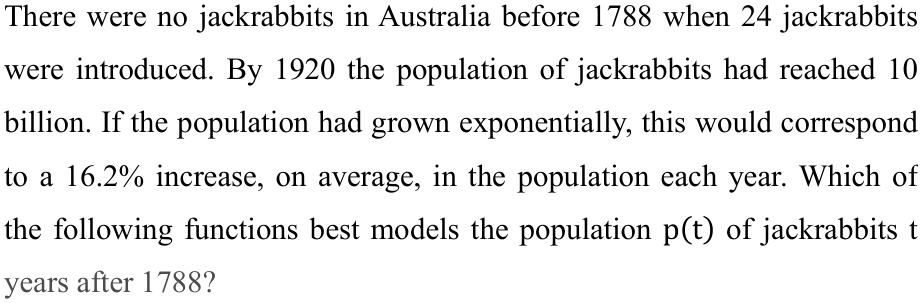 There were no jackrabbits in Australia before 1788 when 24 jackrabbits
were introduced. By 1920 the population of jackrabbits had reached 10
billion. If the population had grown exponentially, this would correspond
to a 16.2% increase, on average, in the population each year. Which of
the following functions best models the population p(t) of jackrabbits t
years after 1788?